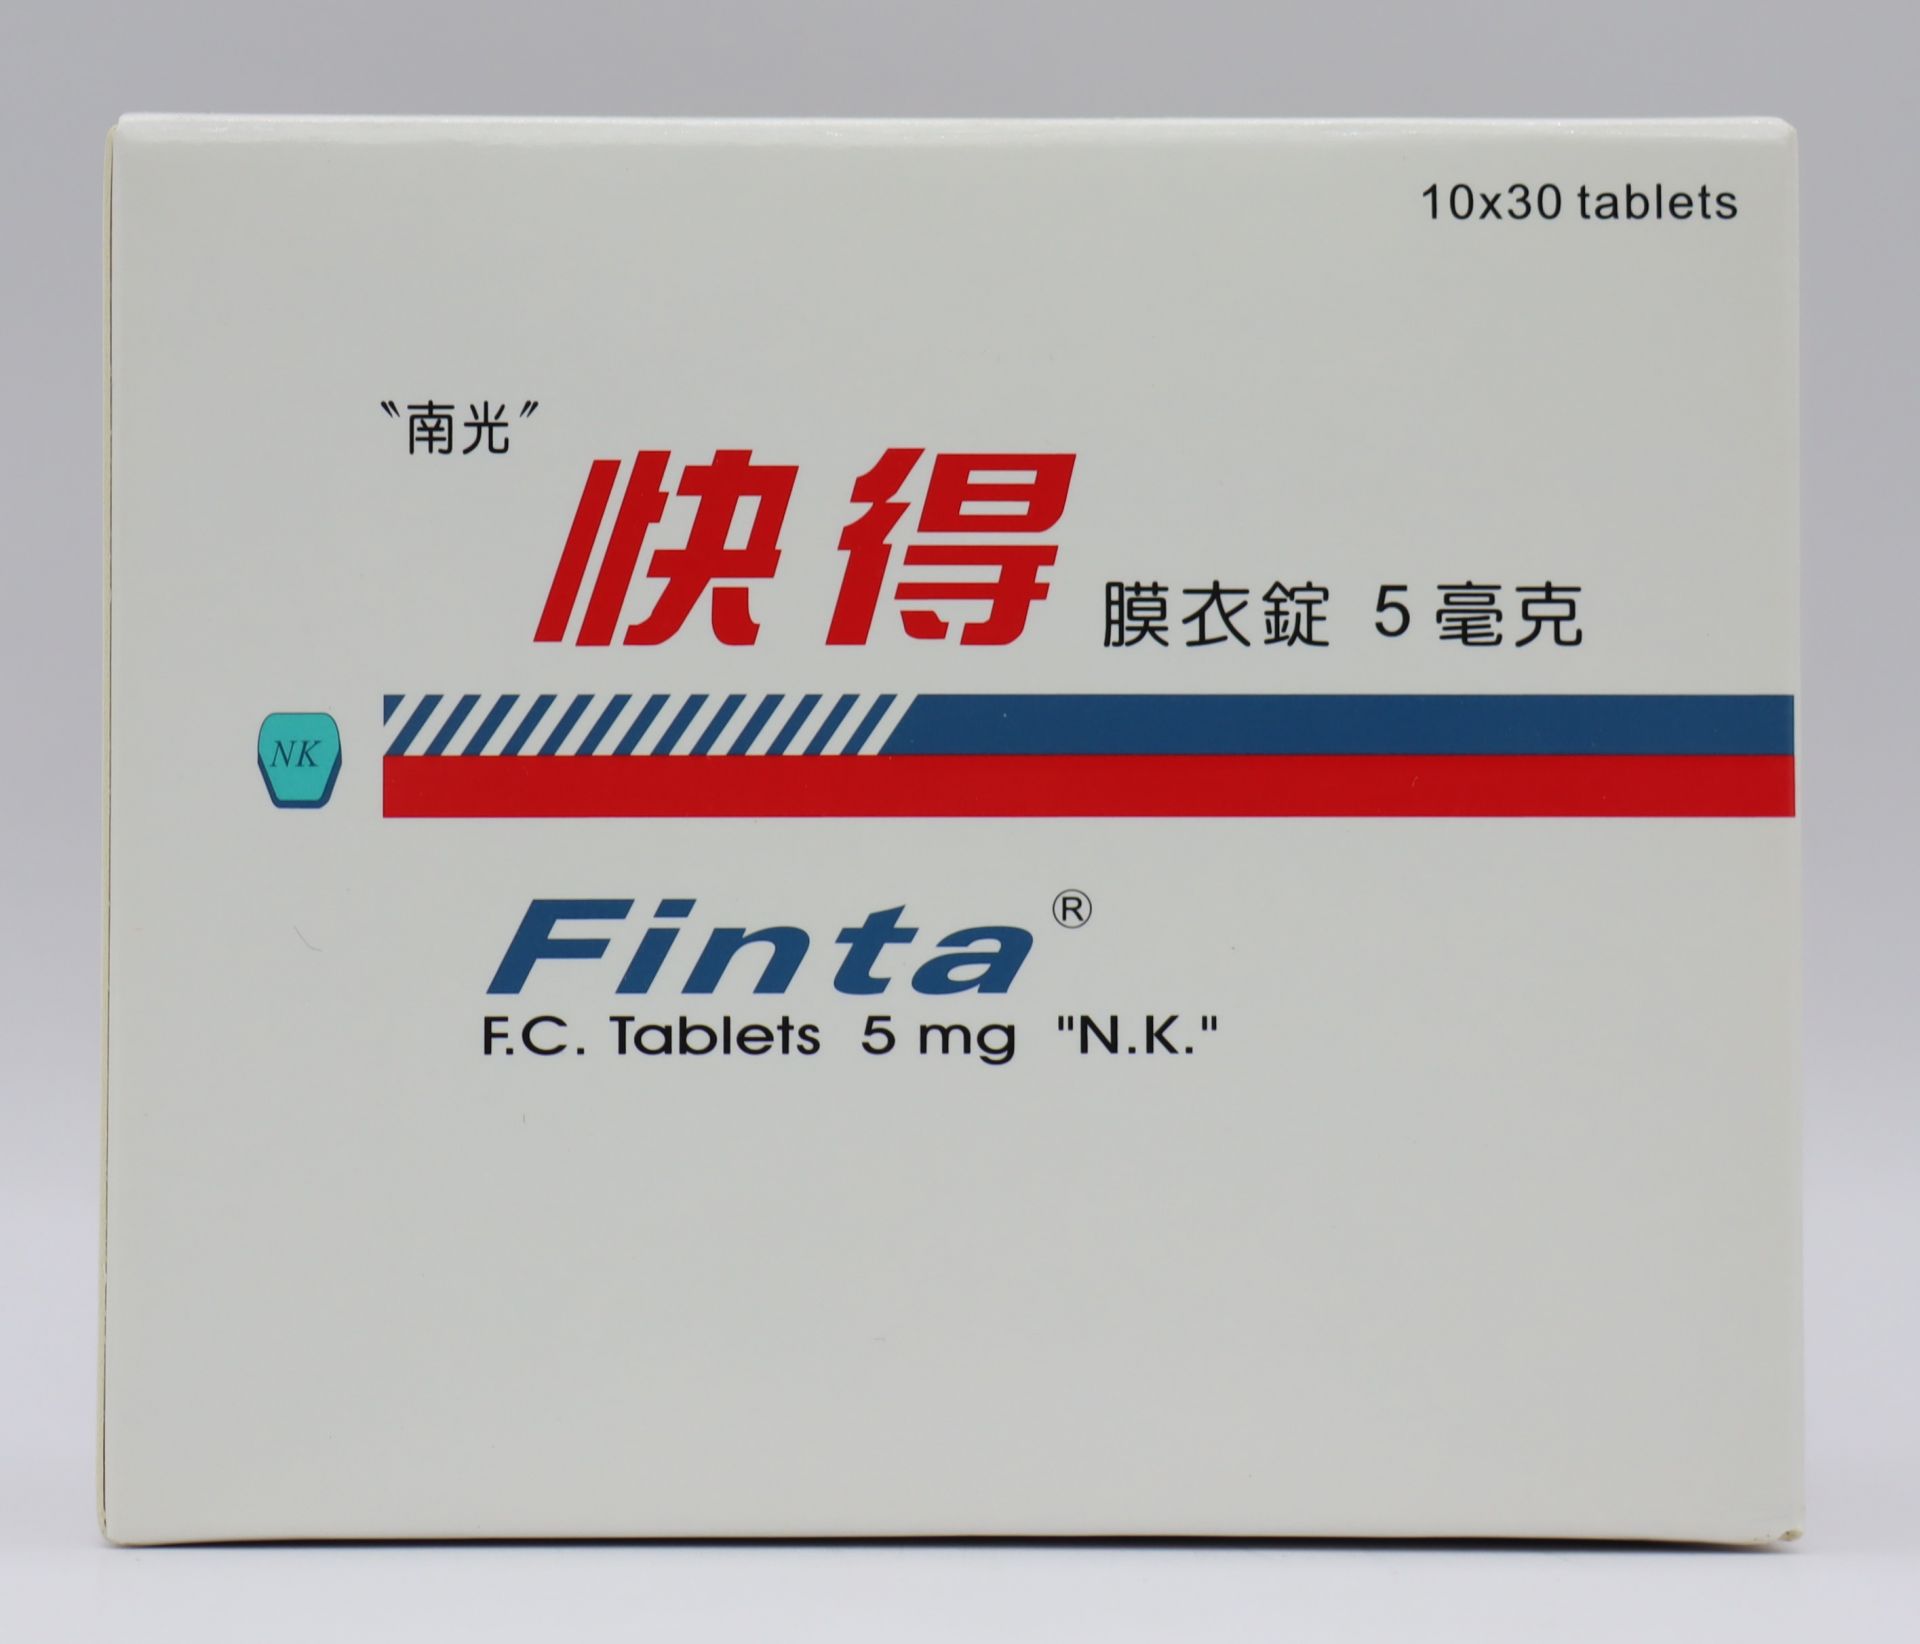 10x30 tablets
〝南光〞
快得 膜衣錠 5毫克
NK
Finta®
F.C. Tablets 5 mg "N.K."